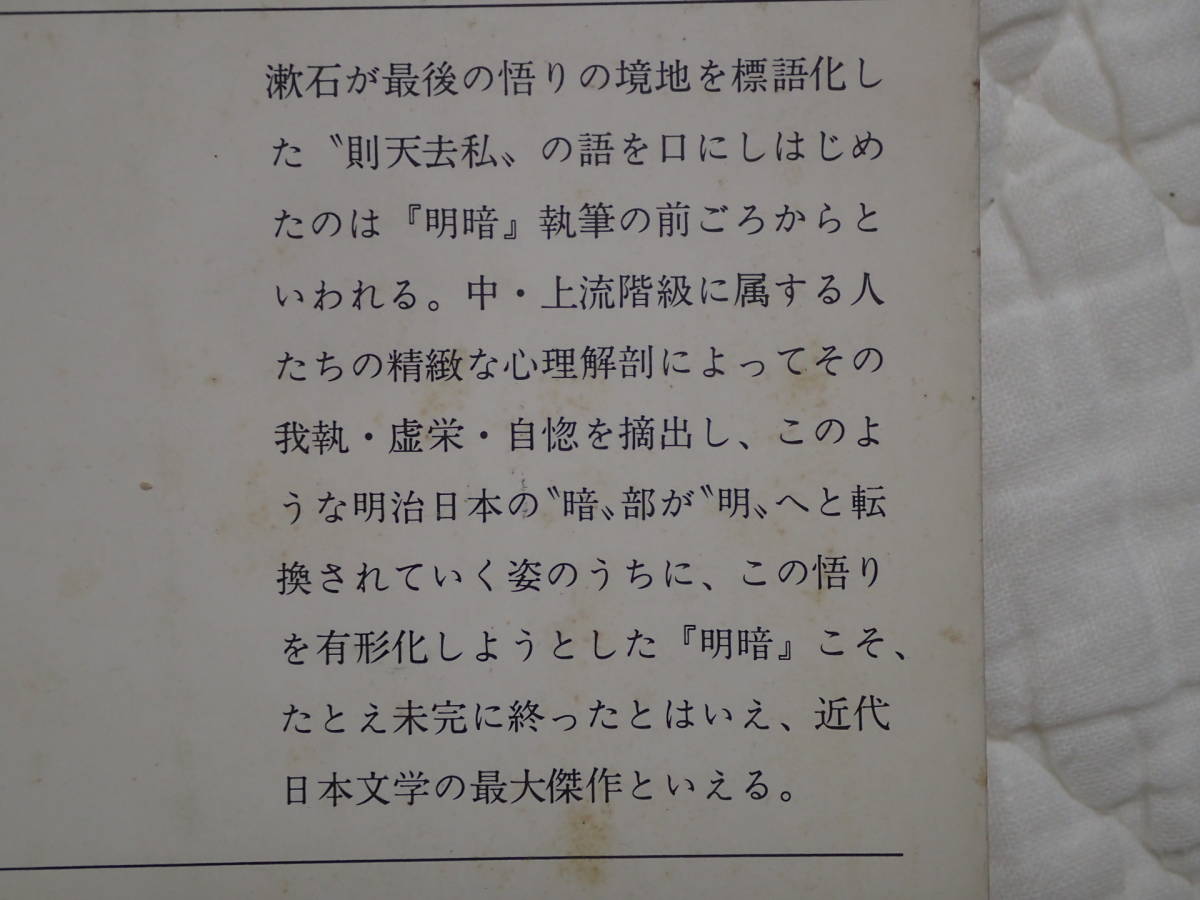 漱石が最後の悟りの境地を標語化し
た〝則天去私〟の語を口にしはじめ
たのは『明暗』執筆の前ごろからと
いわれる。中・上流階級に属する人
たちの精緻な心理解剖によってその
我執・虚栄・自惚を摘出し、このよ
うな明治日本の〝暗〟部が〝明〟へと転
換されていく姿のうちに、この悟り
を有形化しようとした『明暗』こそ、
たとえ未完に終ったとはいえ、近代
日本文学の最大傑作といえる。